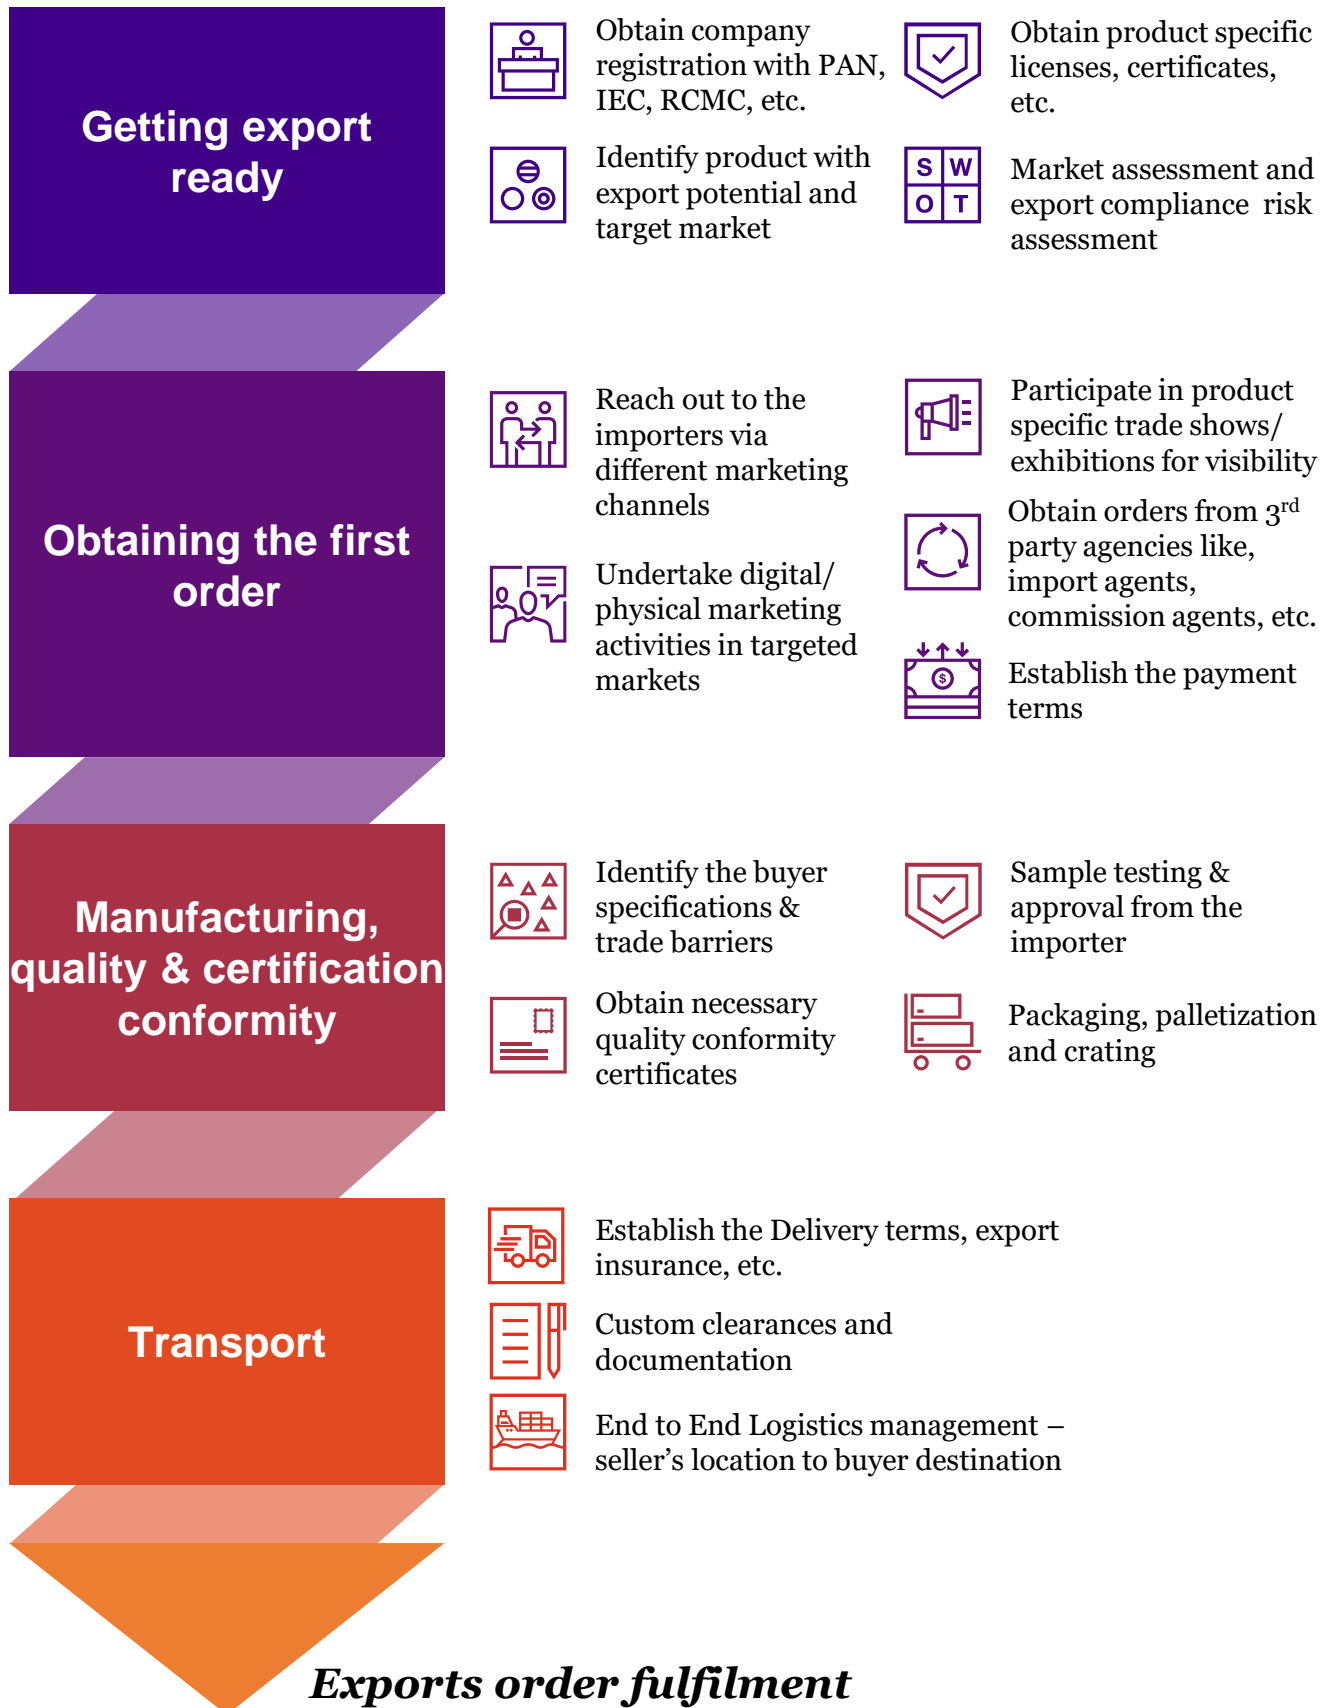 Getting export
ready
Obtain company
registration with PAN,
IEC, RCMC, etc.
Obtain product specific
licenses, certificates,
etc.
Identify product with
export potential and
target market
S W
O T
Market assessment and
export compliance  risk
assessment
Obtaining the first
order
Reach out to the
importers via
different marketing
channels
Participate in product
specific trade shows/
exhibitions for visibility
Undertake digital/
physical marketing
activities in targeted
markets
Obtain orders from 3rd
party agencies like,
import agents,
commission agents, etc.
$
Establish the payment
terms
Manufacturing,
quality & certification
conformity
Identify the buyer
specifications &
trade barriers
Sample testing &
approval from the
importer
Obtain necessary
quality conformity
certificates
Packaging, palletization
and crating
Transport
Establish the Delivery terms, export
insurance, etc.
Custom clearances and
documentation
End to End Logistics management –
seller’s location to buyer destination
Exports order fulfilment